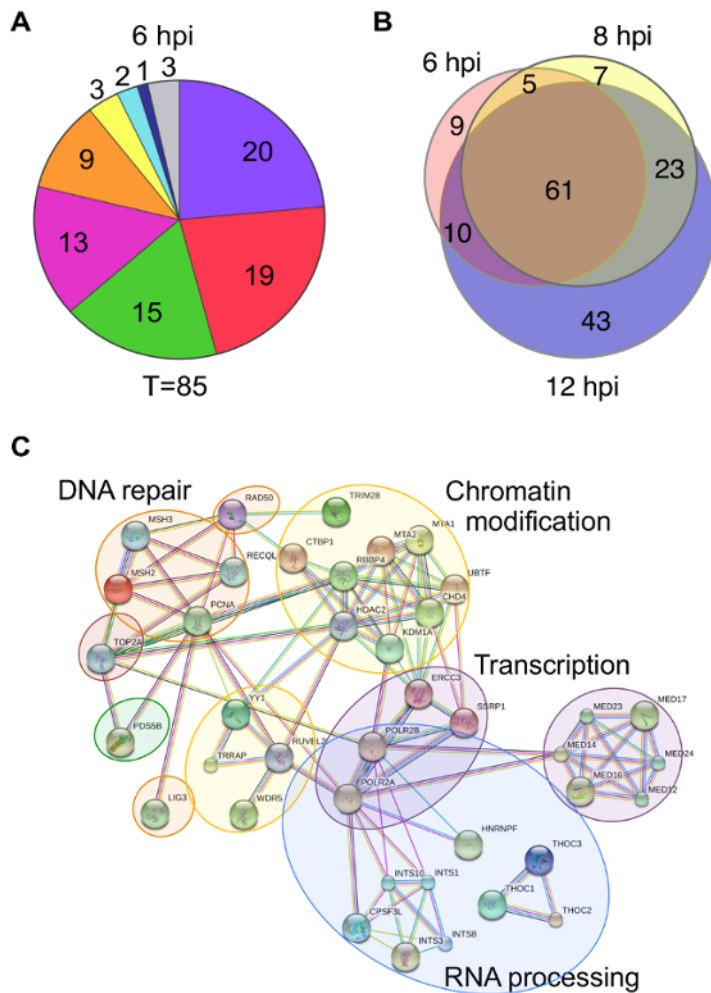 A
6 hpi
3
2
1
3
9
20
13
19
15
T=85
B
8 hpi
6 hpi
5
7
9
61
23
10
43
12 hpi
C
DNA repair
Chromatin
modification
RAD50
TRIM28
MSH3
CTBP1
MTA2
MTA1
RECQL
RBBP4
UBTF
MSH2
CHD4
PCNA
HDAC2
KDM1A
TOP2A
Transcription
ERCC3
PDS5B
YY1
SSRP1
MED23
MED17
POLR2B
TRRAP
RUVBL2
MED14
MED24
POLR2A
MED16
MED12
LIG3
WDR5
HNRNPF
THOC3
INTS10
INTS1
THOC1
CPSF3L
THOC2
INTS3
INTS8
RNA processing